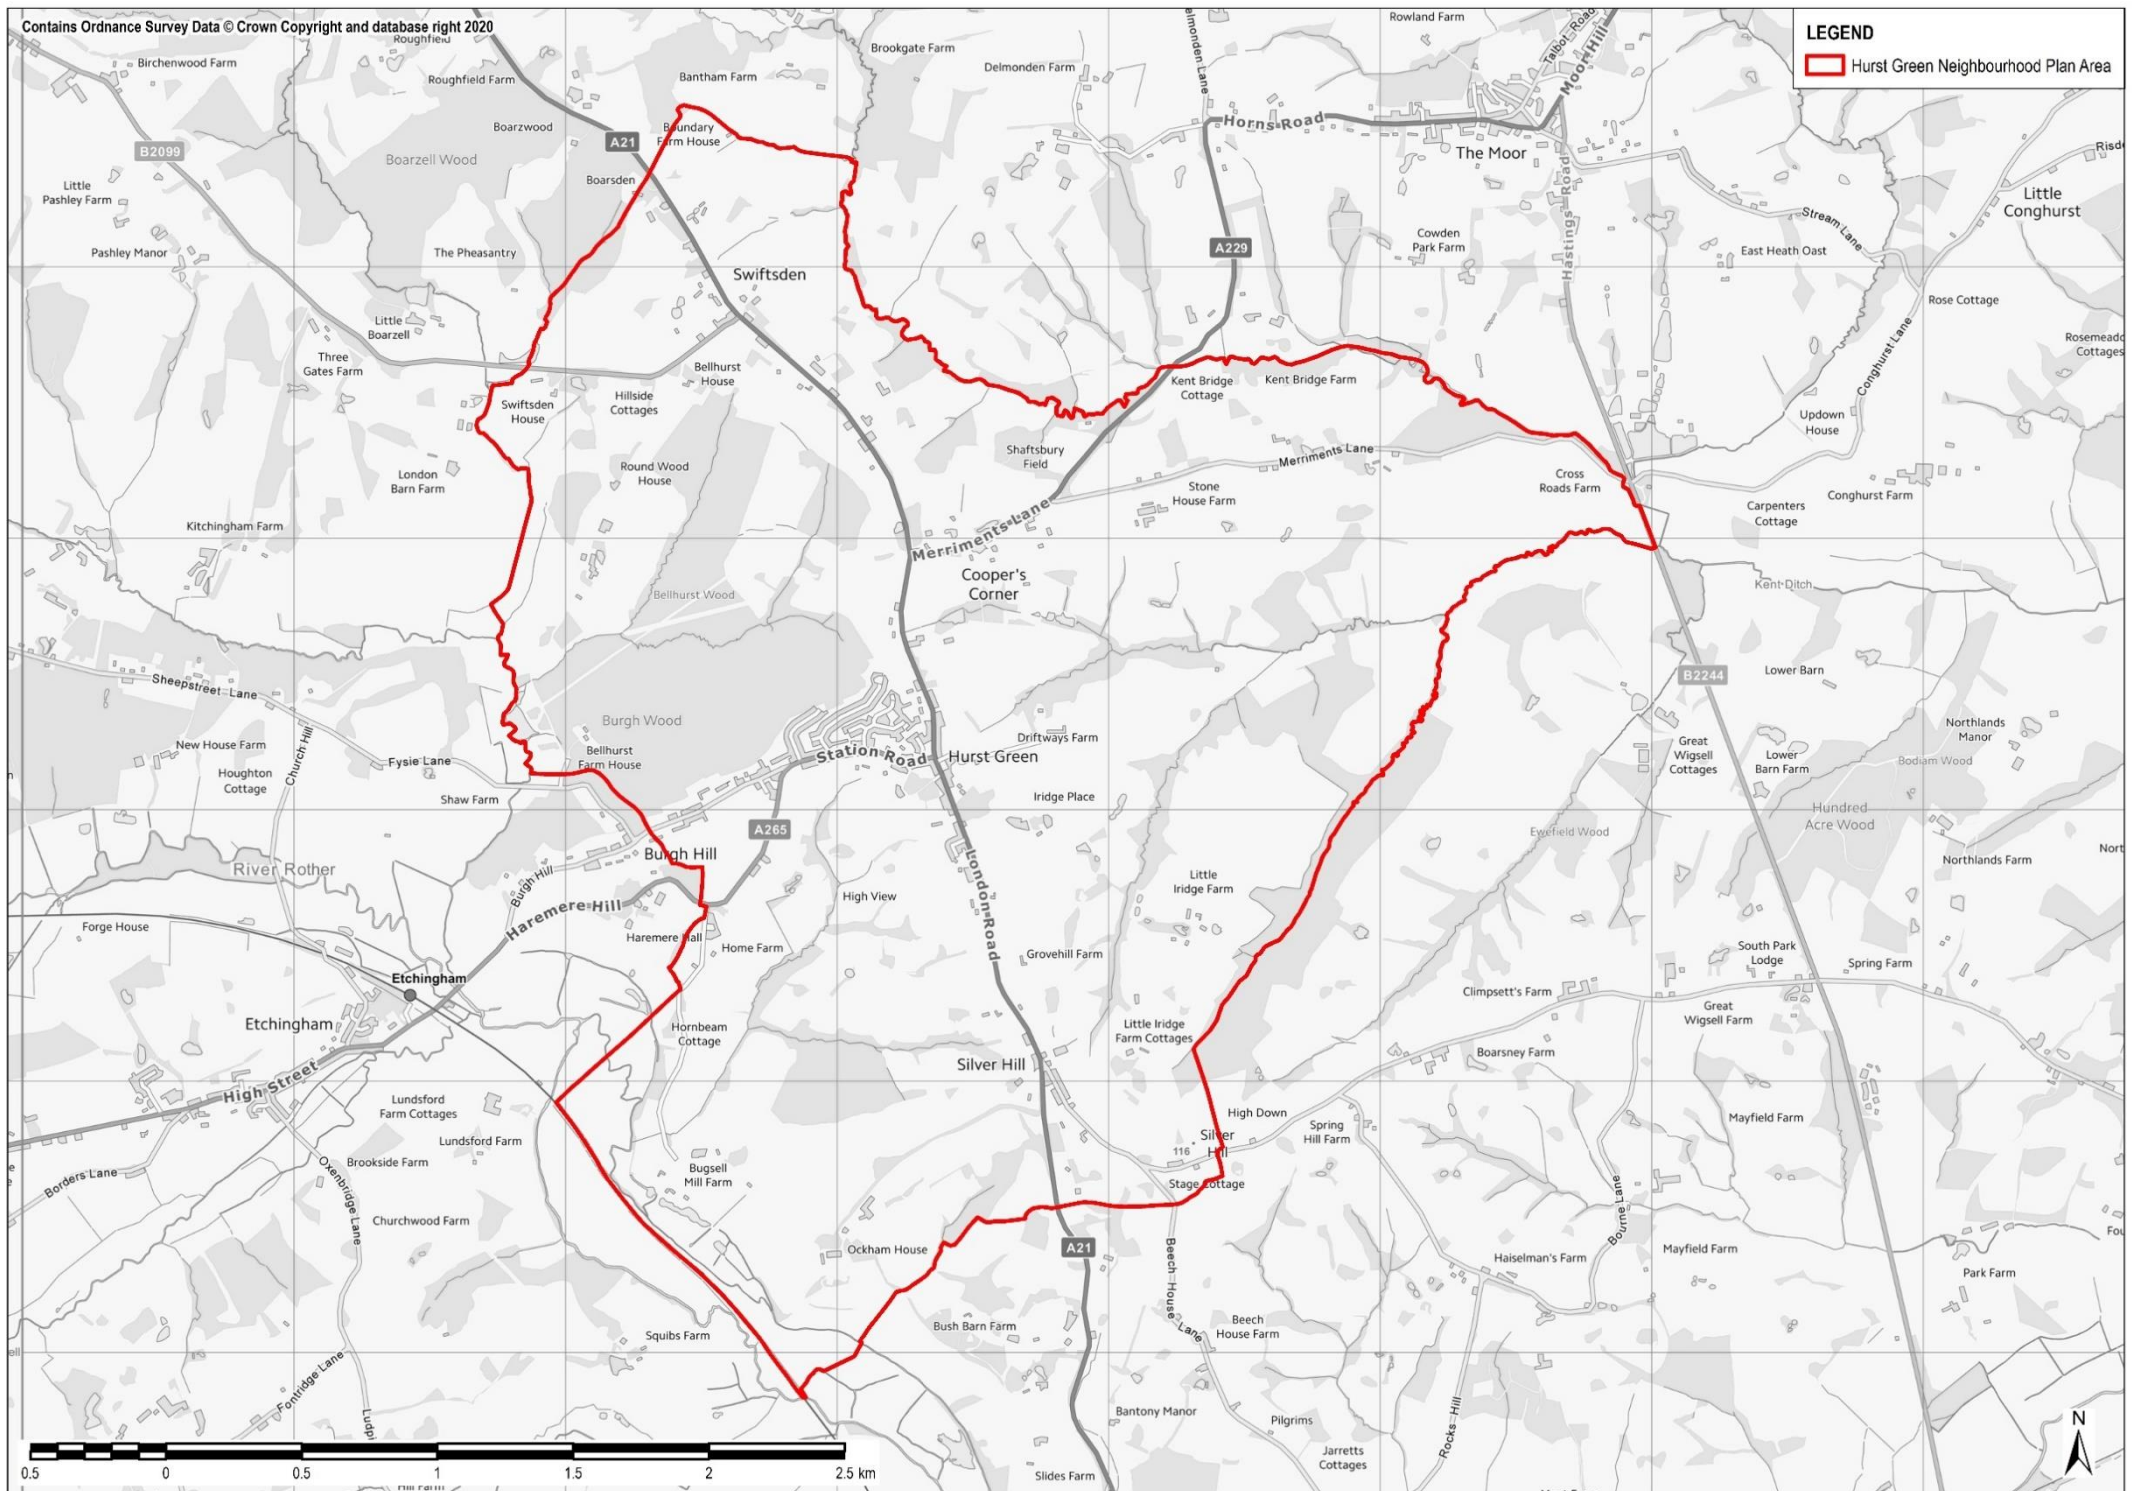 Contains Ordnance Survey Data © Crown Copyright and database right 2020
LEGEND
Hurst Green Neighbourhood Plan Area
Roughfield
Birchenwood Farm
Roughfield Farm
Bantham Farm
Brookgate Farm
Delmonden Farm
Rowland Farm
Talbot Road
Moor Hill
Horns Road
The Moor
B2099
Boarzwood
A21
Boundary
Farm House
Boarzell Wood
Boarsden
Little
Pashley Farm
Pashley Manor
The Pheasantry
Swiftsden
A229
Cowden
Park Farm
Hastings Road
Stream Lane
East Heath Oast
Little
Conghurst
Rose Cottage
Conghurst Lane
Rosemead
Cottages
Little
Boarzell
Three
Gates Farm
Bellhurst
House
Hillside
Cottages
Swiftsden
House
Kent Bridge
Cottage
Kent Bridge Farm
Updown
House
London
Barn Farm
Round Wood
House
Shaftsbury
Field
Merriments Lane
Stone
House Farm
Cross
Roads Farm
Conghurst Farm
Carpenters
Cottage
Kitchingham Farm
Merriments Lane
Cooper's
Corner
Bellhurst Wood
Kent Ditch
B2244
Lower Barn
Sheepstreet Lane
Burgh Wood
New House Farm
Church Hill
Houghton
Cottage
Fysie Lane
Shaw Farm
Bellhurst
Farm House
Station Road
Hurst Green
Driftways Farm
Iridge Place
Great
Wigsell
Cottages
Lower
Barn Farm
Northlands
Manor
Bodiam Wood
Hundred
Acre Wood
Northlands Farm
Ewefield Wood
A265
Burgh Hill
River Rother
Burgh Hill
Haremere Hill
High View
London Road
Little
Iridge Farm
Forge House
Haremere Hall
Home Farm
Grovehill Farm
South Park
Lodge
Spring Farm
Etchingham
Etchingham
Climpsett's Farm
Great
Wigsell Farm
Hornbeam
Cottage
Little Iridge
Farm Cottages
Silver Hill
Boarsney Farm
High Street
Lundsford
Farm Cottages
Lundsford Farm
High Down
Spring
Hill Farm
Mayfield Farm
Silver
Hill
116
Stage Cottage
Borders Lane
Brookside Farm
Oxenbridge Lane
Bugsell
Mill Farm
Bourne Lane
Churchwood Farm
Ockham House
A21
Beech House Lane
Haiselman's Farm
Mayfield Farm
Park Farm
Squibs Farm
Bush Barn Farm
Beech
House Farm
Fontridge Lane
Bantony Manor
Pilgrims
Rocks Hill
Jarretts
Cottages
Slides Farm
N
0.5 0 0.5 1 1.5 2 2.5 km